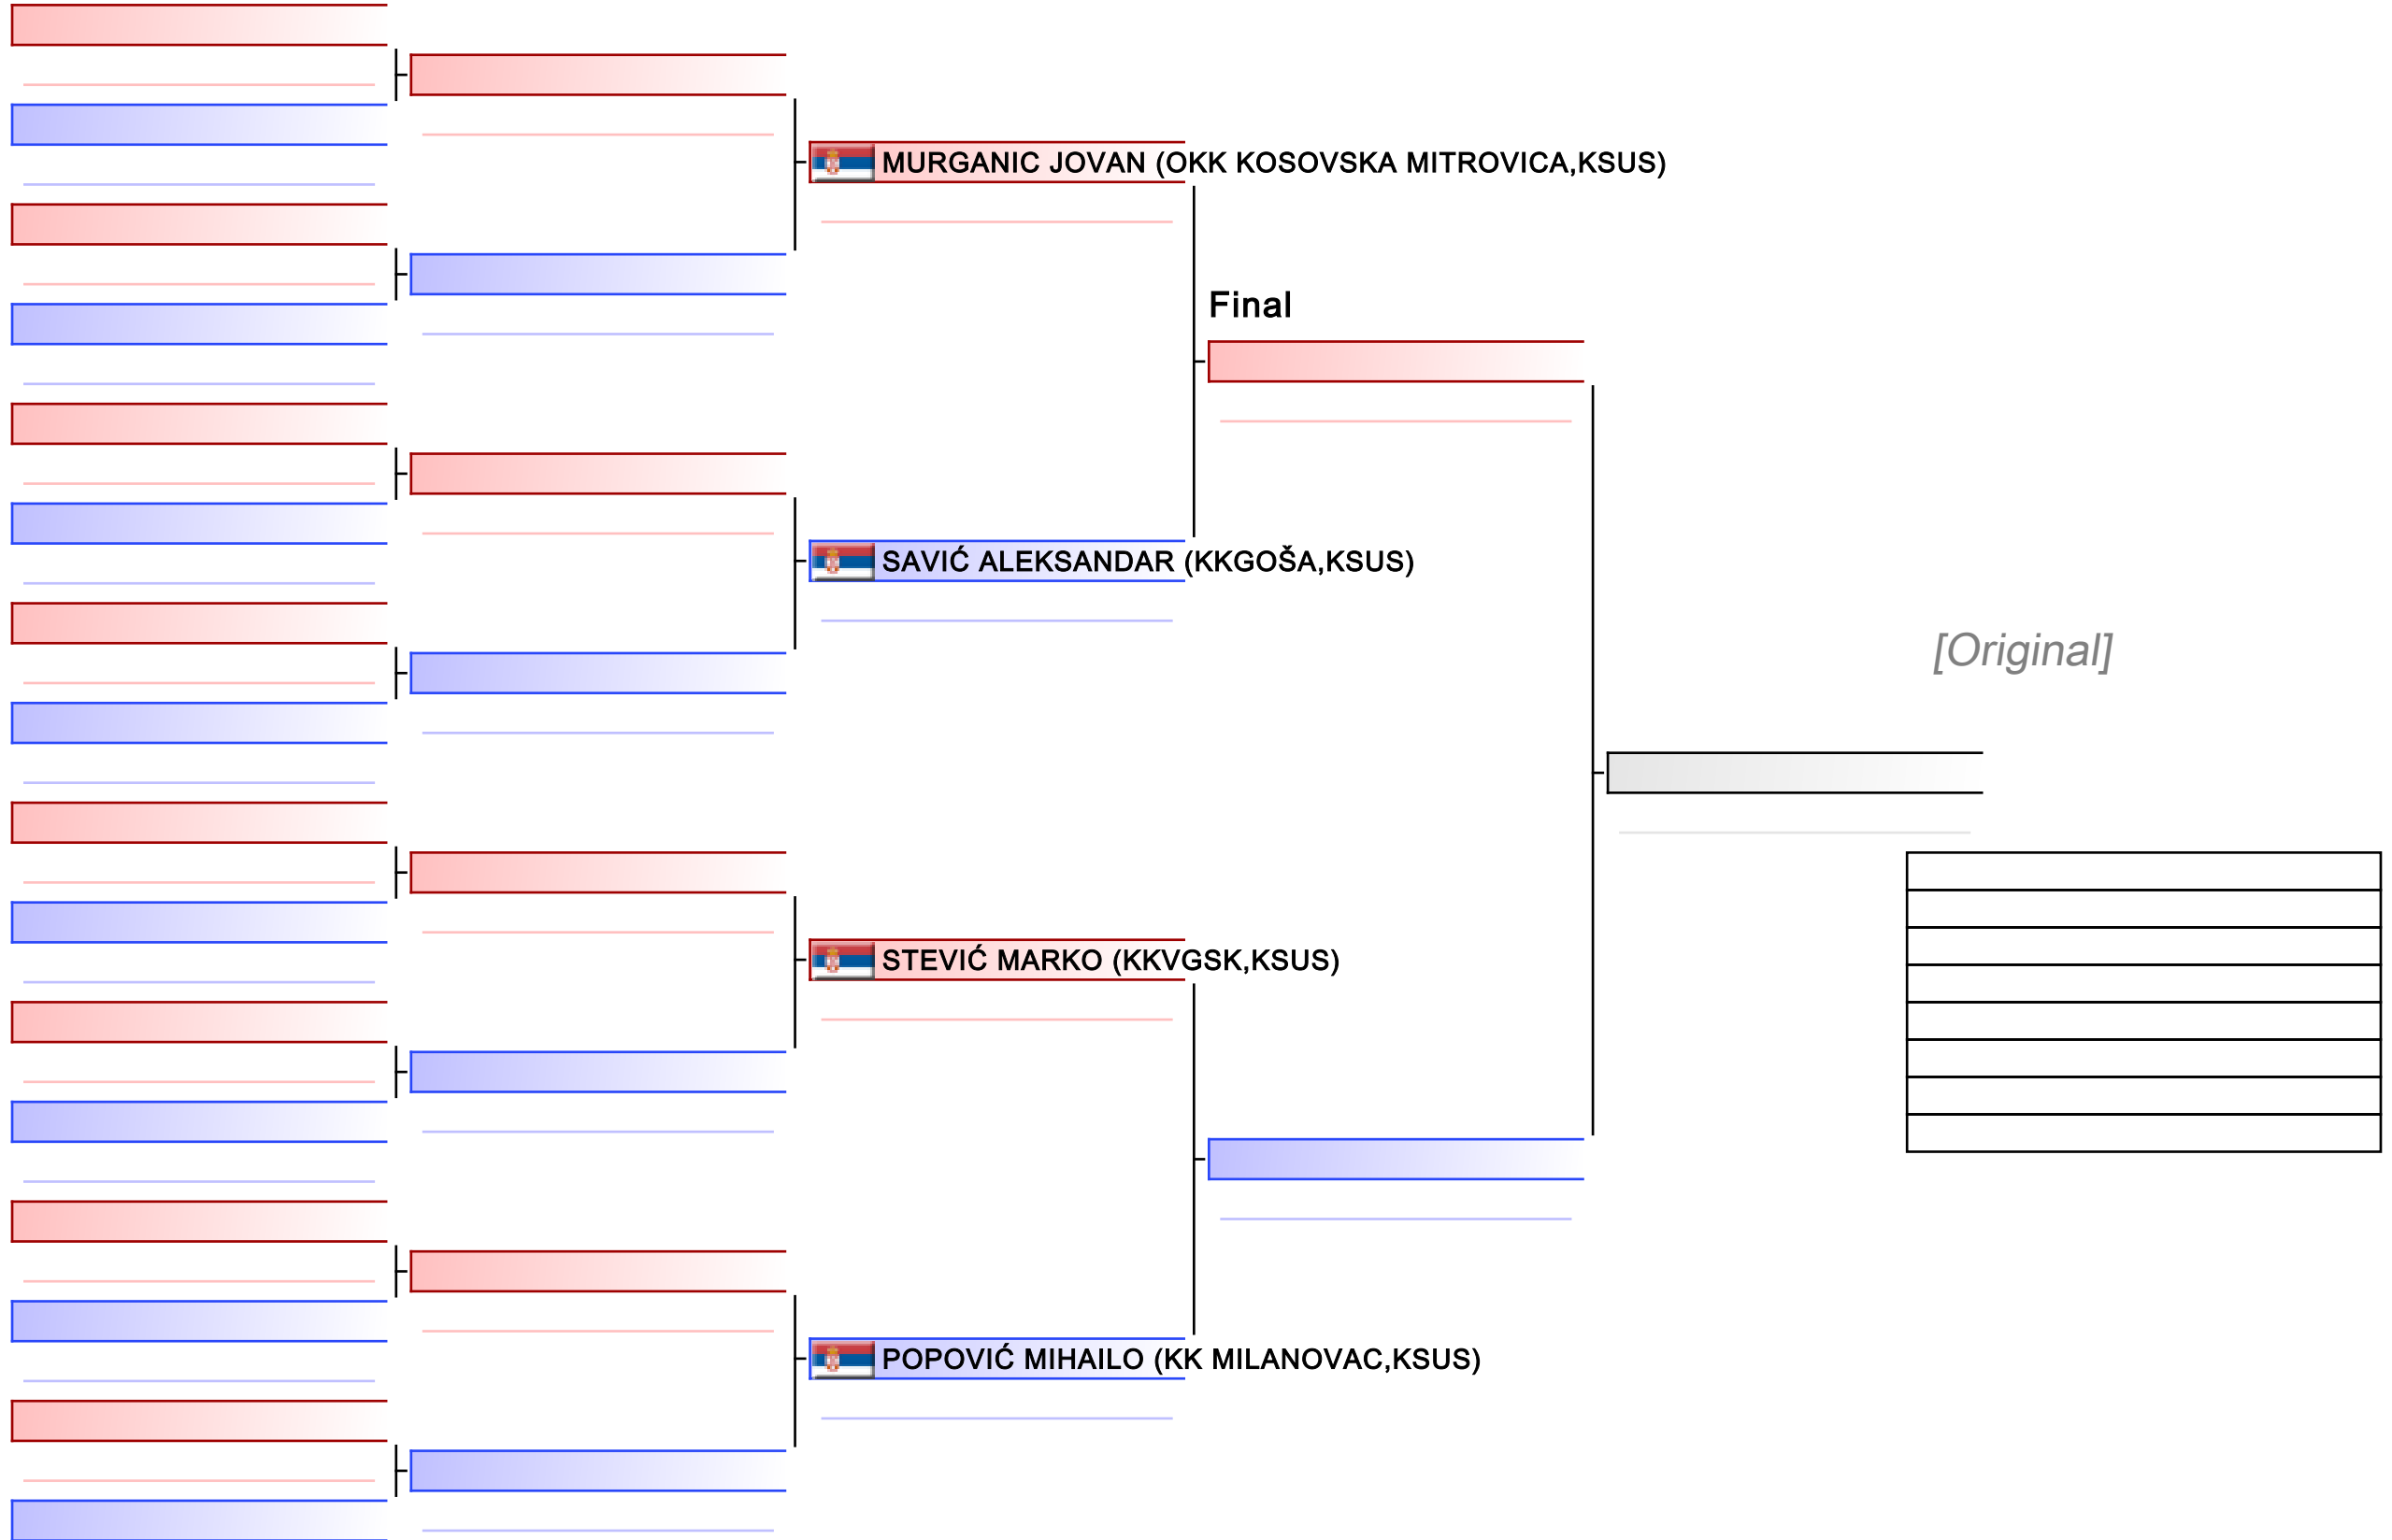 MURGANIC JOVAN (OKK KOSOVSKA MITROVICA,KSUS)
Final
SAVIĆ ALEKSANDAR (KKGOŠA,KSUS)
[Original]
STEVIĆ MARKO (KKVGSK,KSUS)
POPOVIĆ MIHAILO (KK MILANOVAC,KSUS)